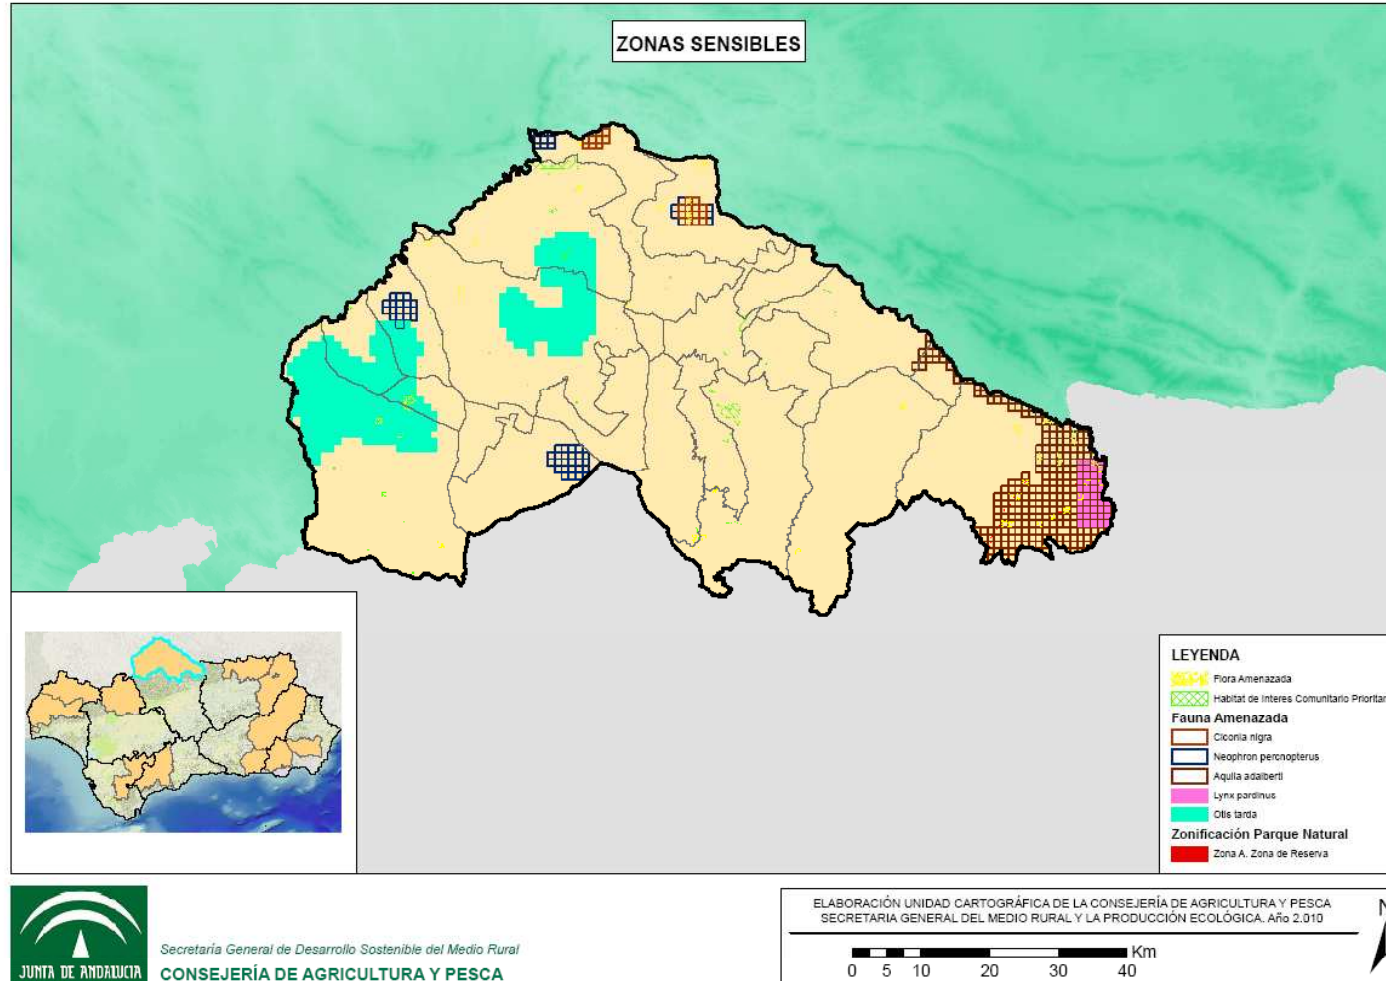 ZONAS SENSIBLES
LEYENDA
Flora Amenazada
Habitat de Interes Comunitario Prioritar
Fauna Amenazada
Ciconia nigra
Neophron percnopterus
Aquila adalberti
Lynx pardinus
Otis tarda
Zonificación Parque Natural
Zona A. Zona de Reserva
JUNTA DE ANDALUCIA
Secretaría General de Desarrollo Sostenible del Medio Rural
CONSEJERÍA DE AGRICULTURA Y PESCA
ELABORACIÓN UNIDAD CARTOGRÁFICA DE LA CONSEJERÍA DE AGRICULTURA Y PESCA
SECRETARIA GENERAL DEL MEDIO RURAL Y LA PRODUCCIÓN ECOLÓGICA. Año 2.010
Km
0 5 10 20 30 40
N